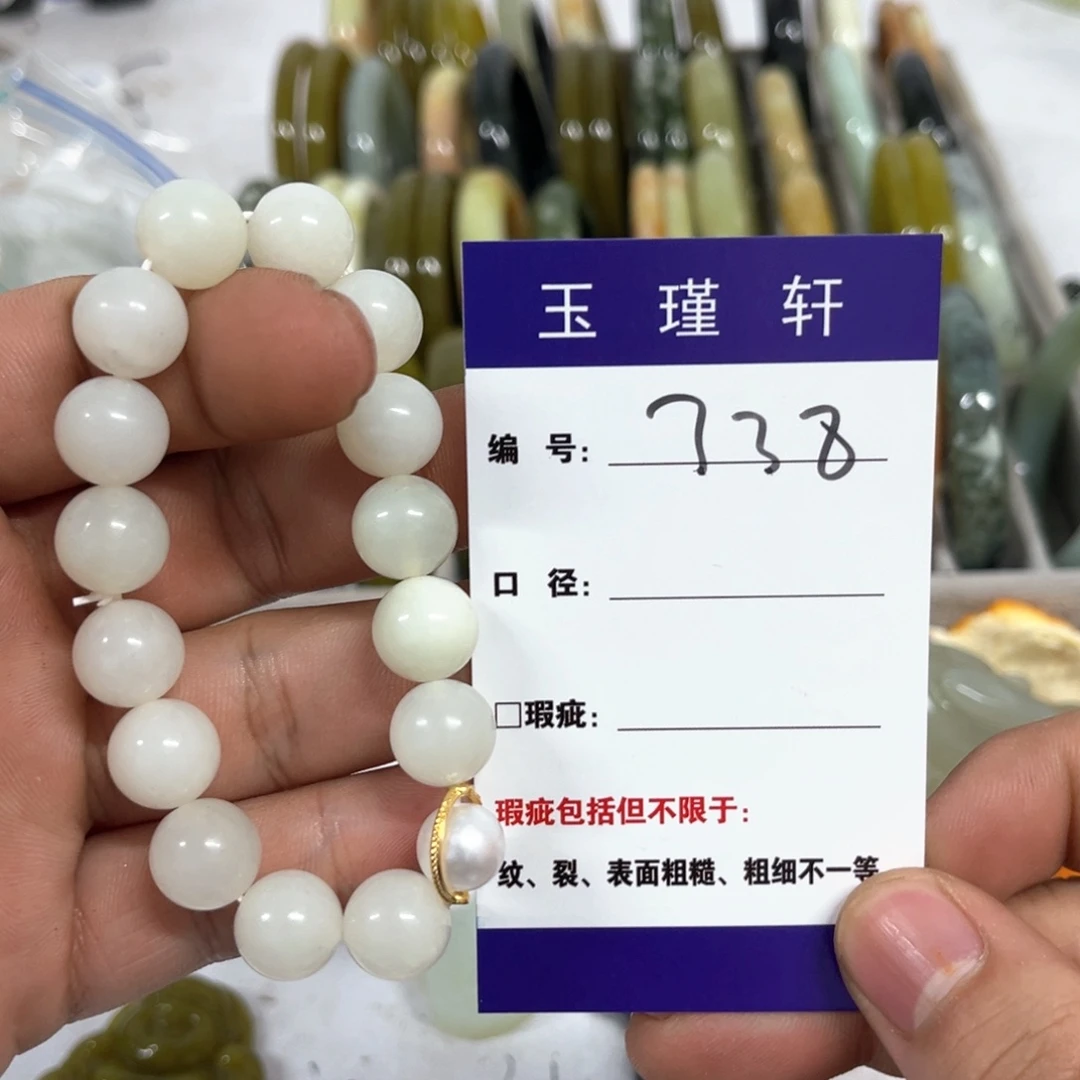 玉瑾轩
编号：738
口径：
□瑕疵：
瑕疵包括但不限于：
纹、裂、表面粗糙、粗细不一等